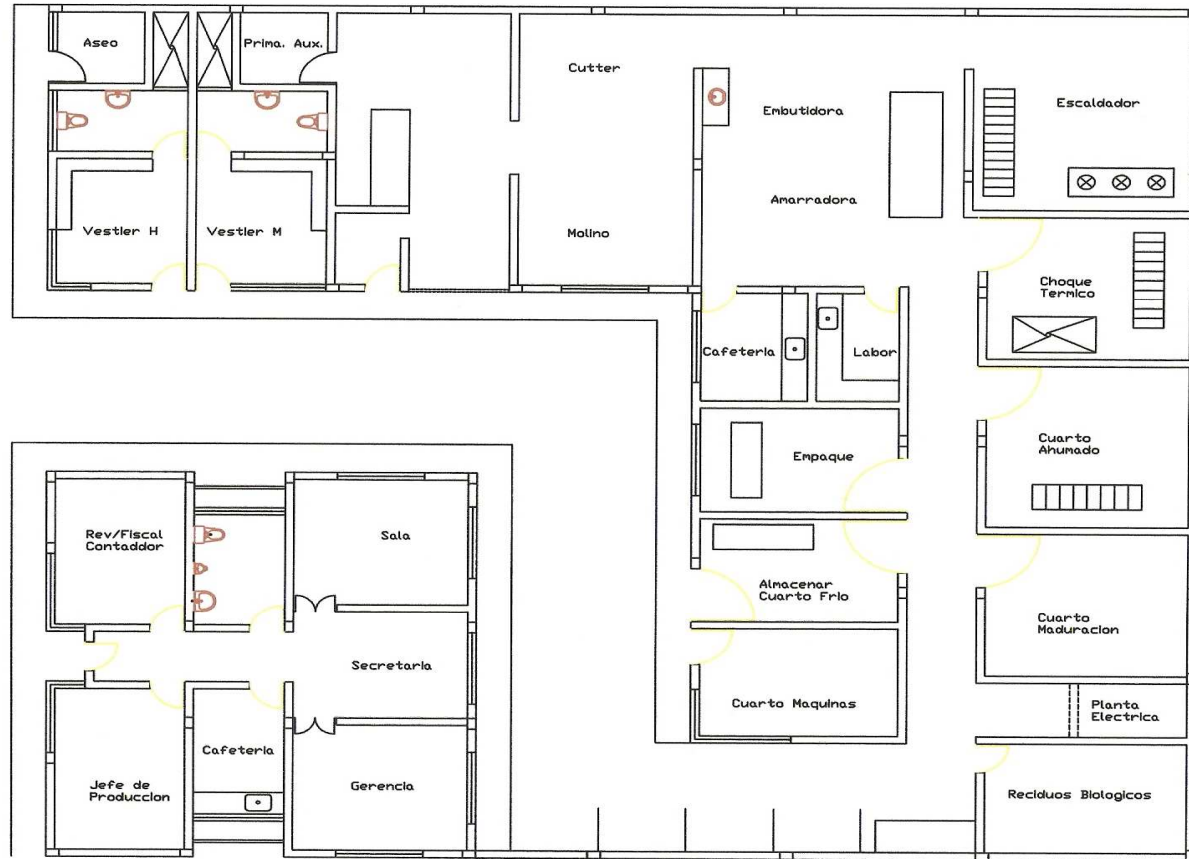 Aseo
Prima. Aux.
Cutter
Embutidora
Escaldador
Amarradora
Vestier H
Vestier M
Molino
Choque
Termico
Cafeteria
Labor
Cuarto
Ahumado
Empaque
Rev/Fiscal
Contaddor
Sala
Almacenar
Cuarto Frio
Cuarto
Maduracion
Secretaria
Cuarto Maquinas
Planta
Electrica
Cafeteria
Jefe de
Produccion
Gerencia
Reciduos Biologicos